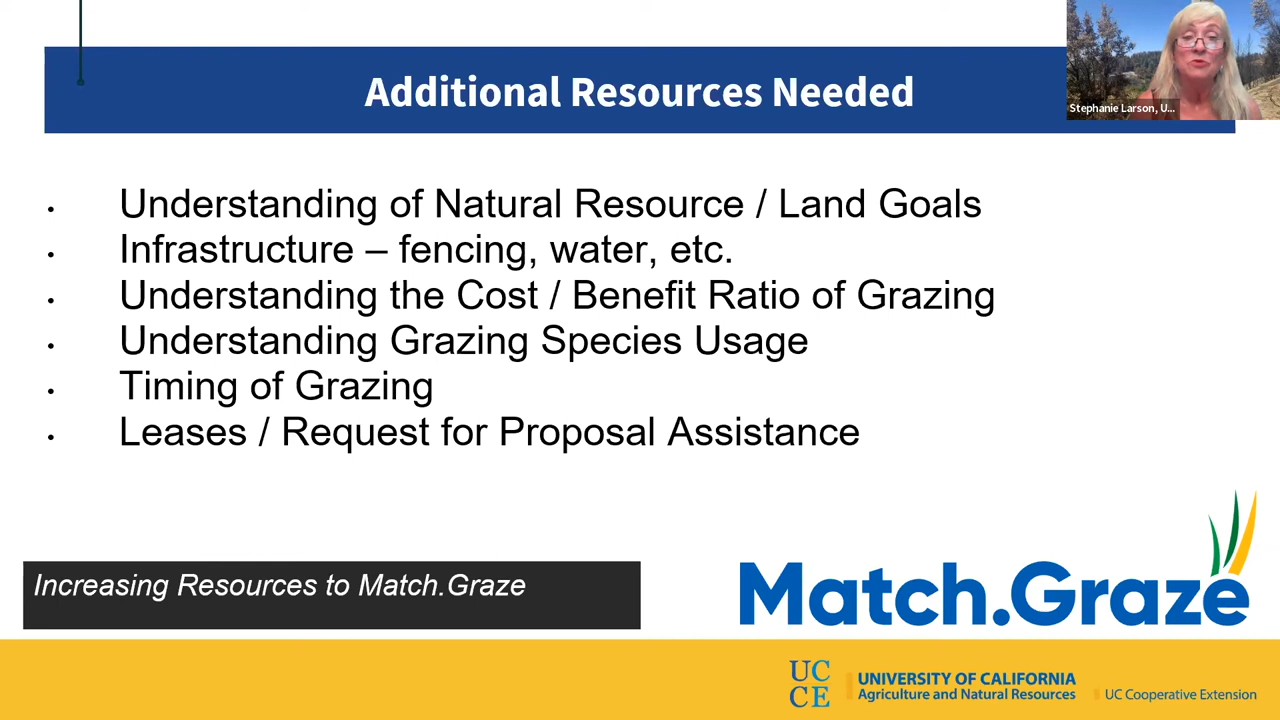 Additional Resources Needed
Stephanie Larson, U...
• Understanding of Natural Resource / Land Goals
• Infrastructure – fencing, water, etc.
• Understanding the Cost / Benefit Ratio of Grazing
• Understanding Grazing Species Usage
• Timing of Grazing
• Leases / Request for Proposal Assistance
Increasing Resources to Match.Graze
Match.Graze
UC
CE
UNIVERSITY OF CALIFORNIA
Agriculture and Natural Resources
UC Cooperative Extension